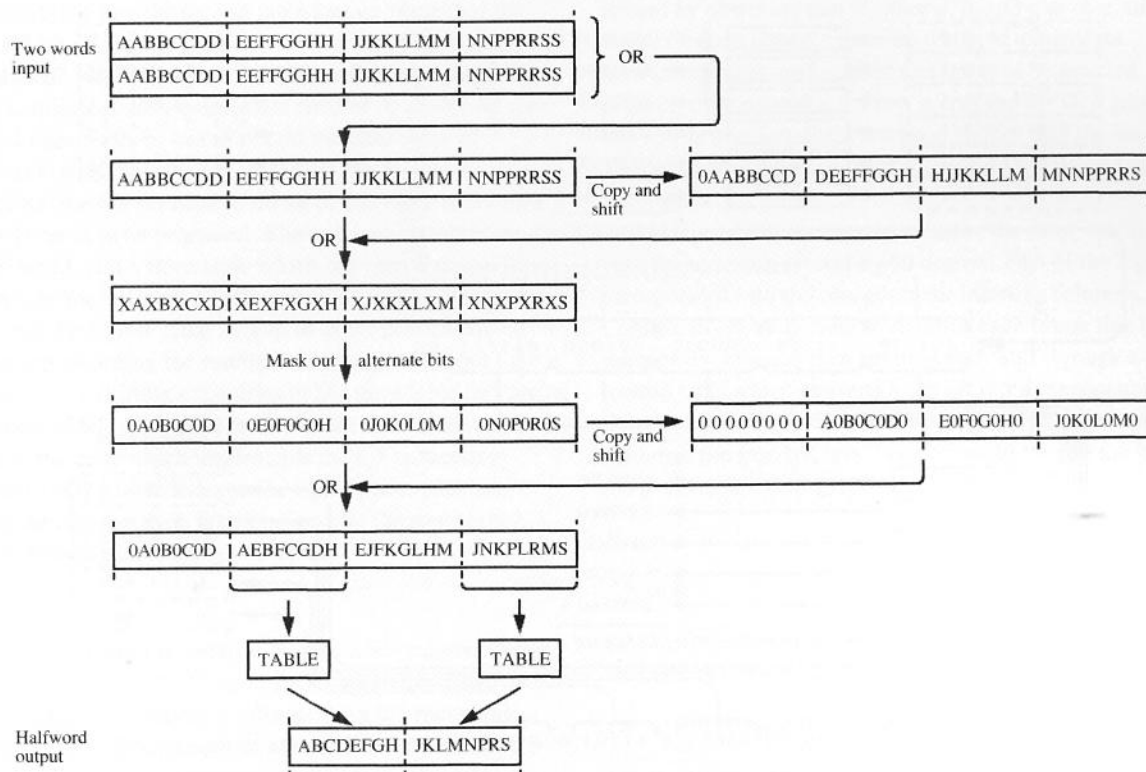 Two words input
AABBCCDD EEFFGGHH JJKKLLMM NNPPRRSS
AABBCCDD EEFFGGHH JJKKLLMM NNPPRRSS
OR
AABBCCDD EEFFGGHH JJKKLLMM NNPPRRSS
Copy and shift
0AABBCCD DEEFFGGH HJJKKLLM MNNPPRRS
OR
XAXBXCXD XEXFXGXH XJXKXLXM XNXPXRXS
Mask out alternate bits
0A0B0C0D 0E0F0G0H 0J0K0L0M 0N0P0R0S
Copy and shift
00000000 A0B0C0D0 E0F0G0H0 J0K0L0M0
OR
0A0B0C0D AEBFCGDH EJFKGLHM JNKPLRMS
TABLE TABLE
Halfword output
ABCDEFGH JKLMNPRS